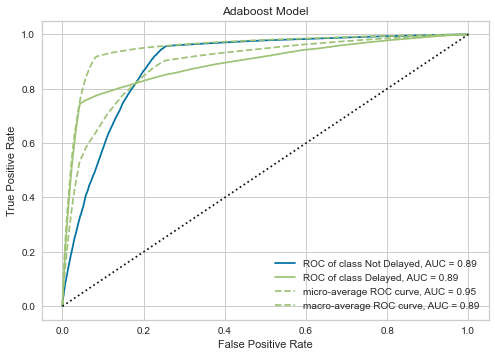 Adaboost Model
True Positive Rate
1.0
0.8
0.6
0.4
0.2
0.0
ROC of class Not Delayed, AUC = 0.89
ROC of class Delayed, AUC = 0.89
micro-average ROC curve, AUC = 0.95
macro-average ROC curve, AUC = 0.89
0.0 0.2 0.4 0.6 0.8 1.0
False Positive Rate